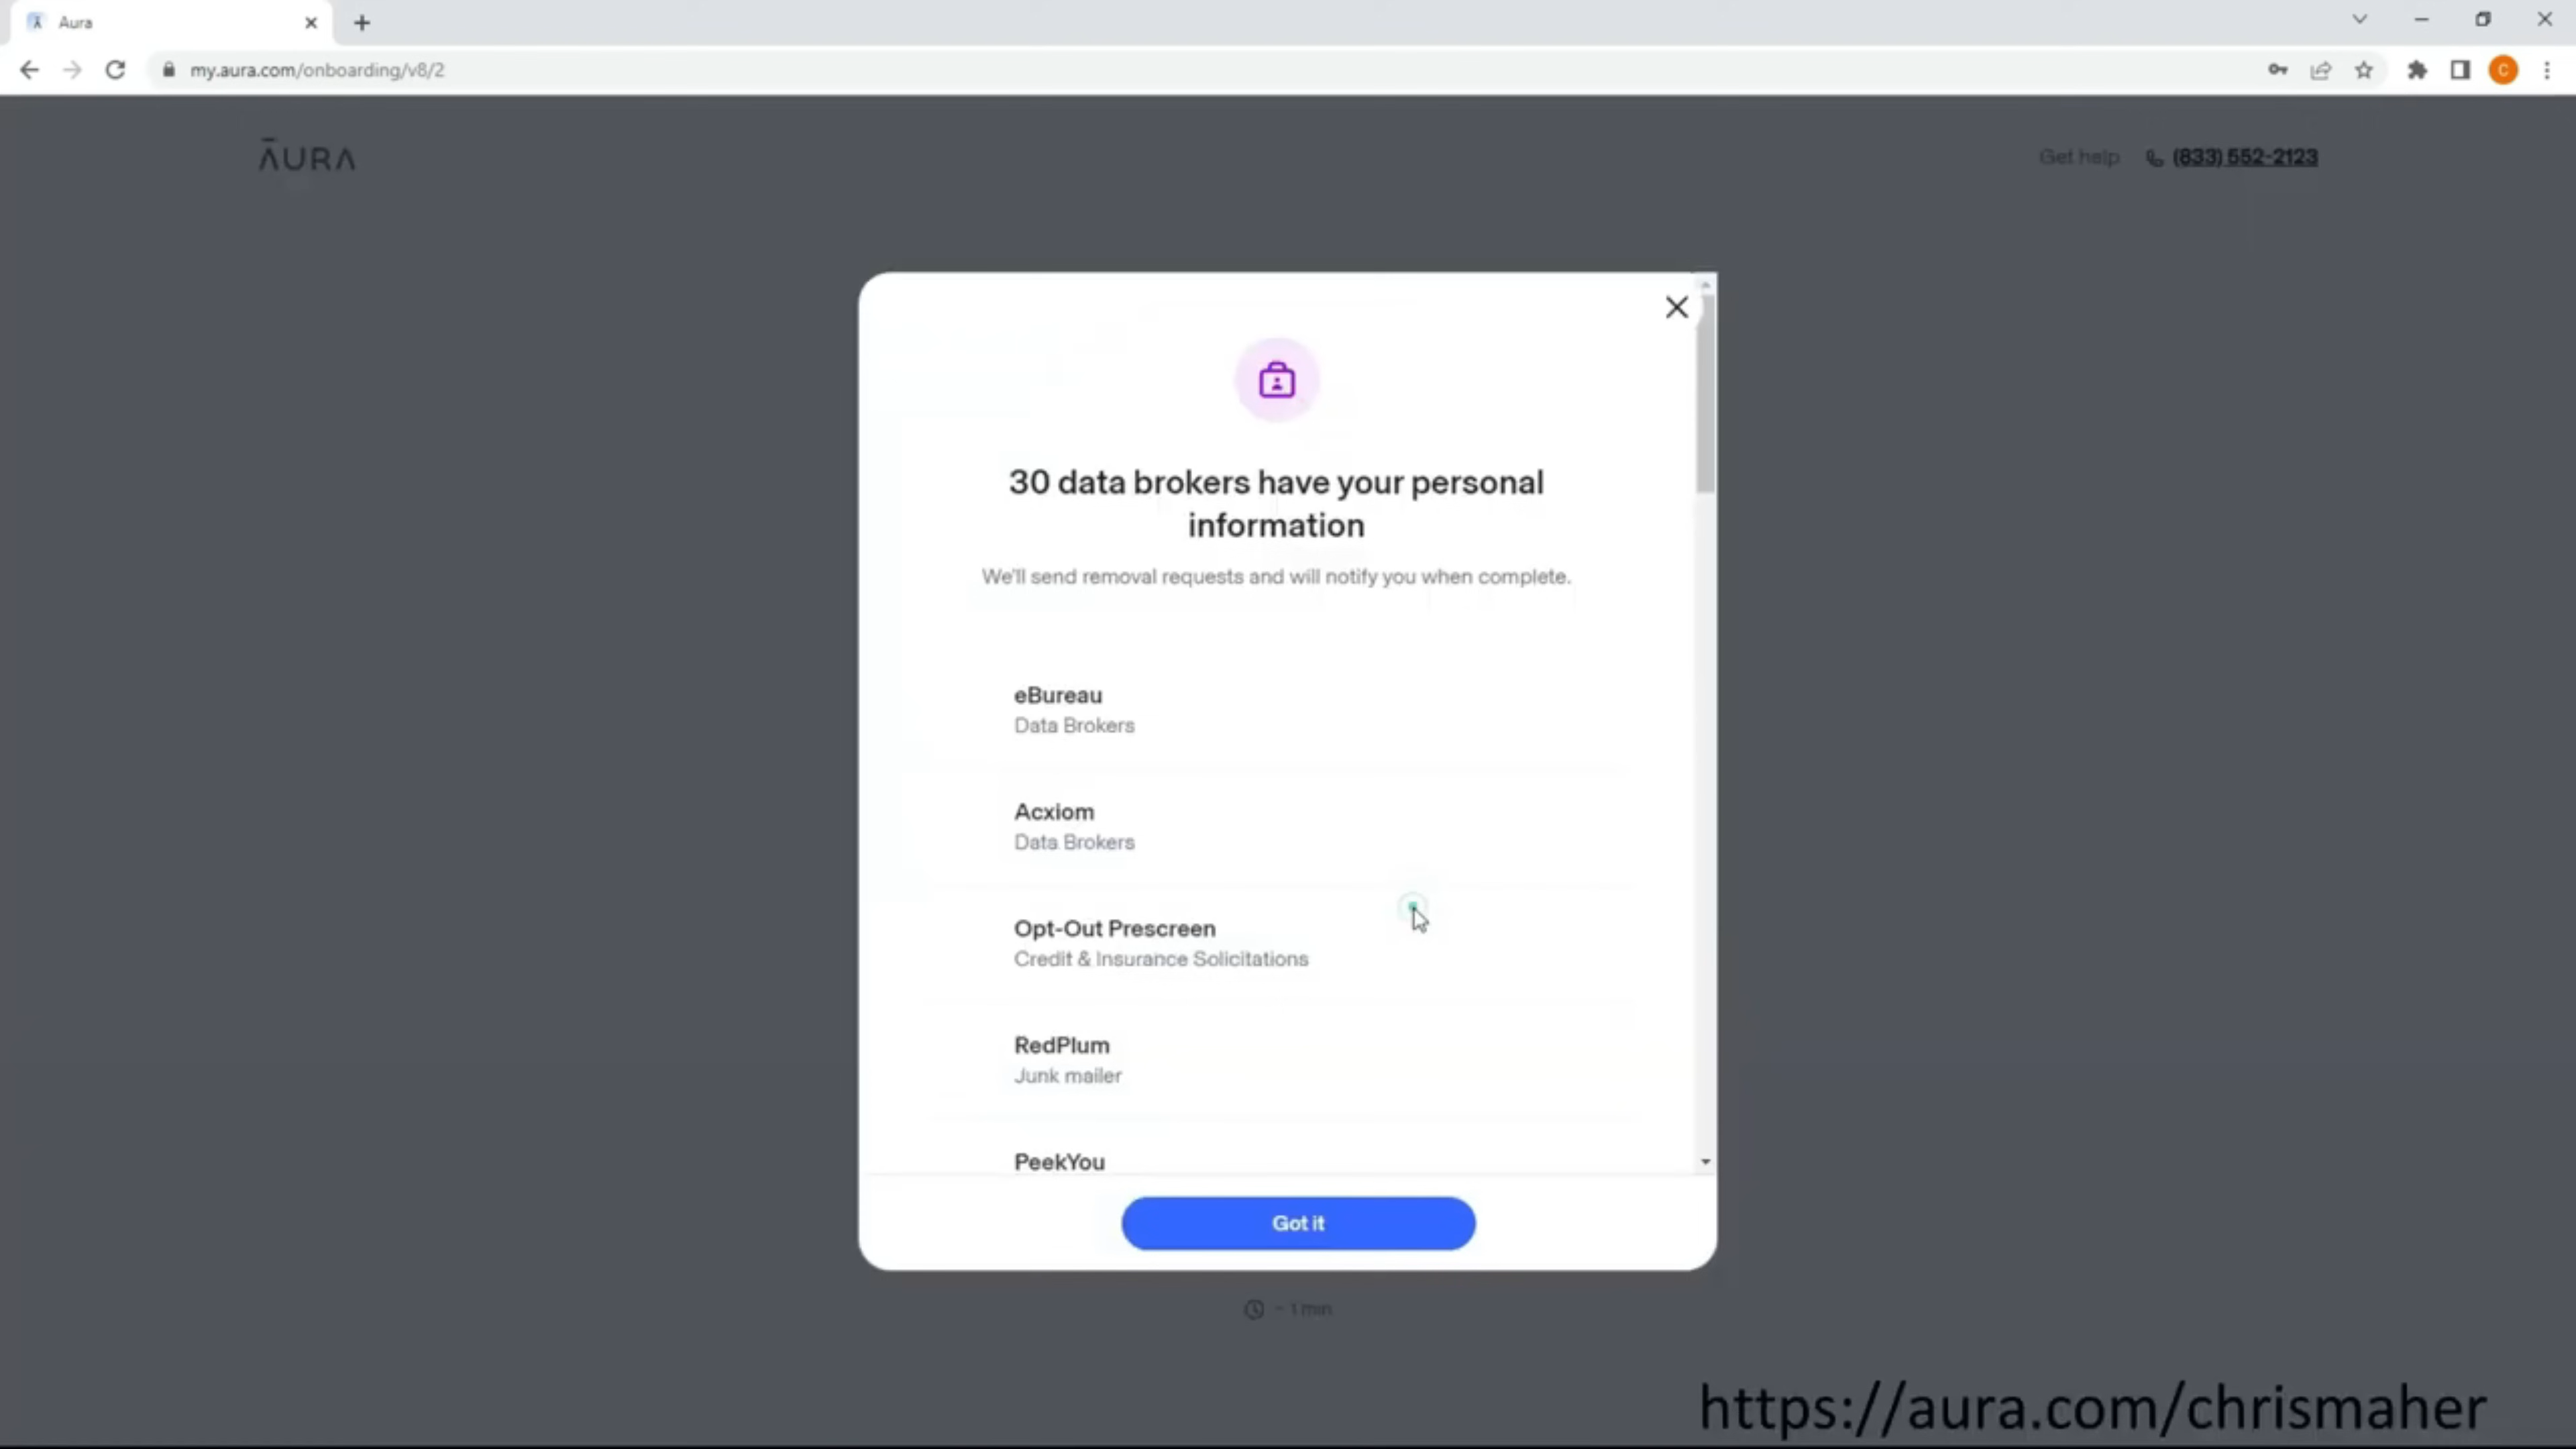 Aura
my.aura.com/onboarding/v8/2
C
ĀURA
Get help (833) 552-2123
30 data brokers have your personal
information
We'll send removal requests and will notify you when complete.
eBureau
Data Brokers
Acxiom
Data Brokers
Opt-Out Prescreen
Credit & Insurance Solicitations
RedPlum
Junk mailer
PeekYou
Got it
~ 1 min
https://aura.com/chrismaher